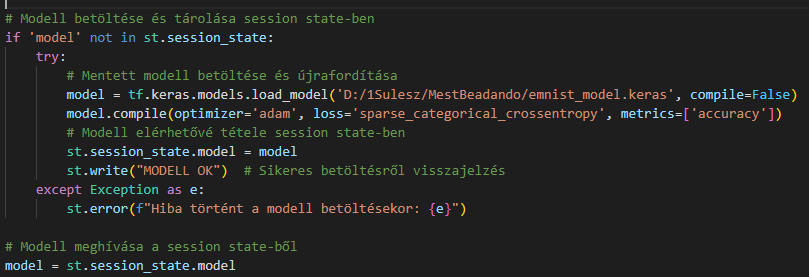 # Modell betöltése és tárolása session state-ben
if 'model' not in st.session_state:
    try:
        # Mentett modell betöltése és újrafordítása
        model = tf.keras.models.load_model('D:/1Sulesz/MestBeadando/emnist_model.keras', compile=False)
        model.compile(optimizer='adam', loss='sparse_categorical_crossentropy', metrics=['accuracy'])
        # Modell elérhetővé tétele session state-ben
        st.session_state.model = model
        st.write("MODELL OK")  # Sikeres betöltésről visszajelzés
    except Exception as e:
        st.error(f"Hiba történt a modell betöltésekor: {e}")
# Modell meghívása a session state-ből
model = st.session_state.model